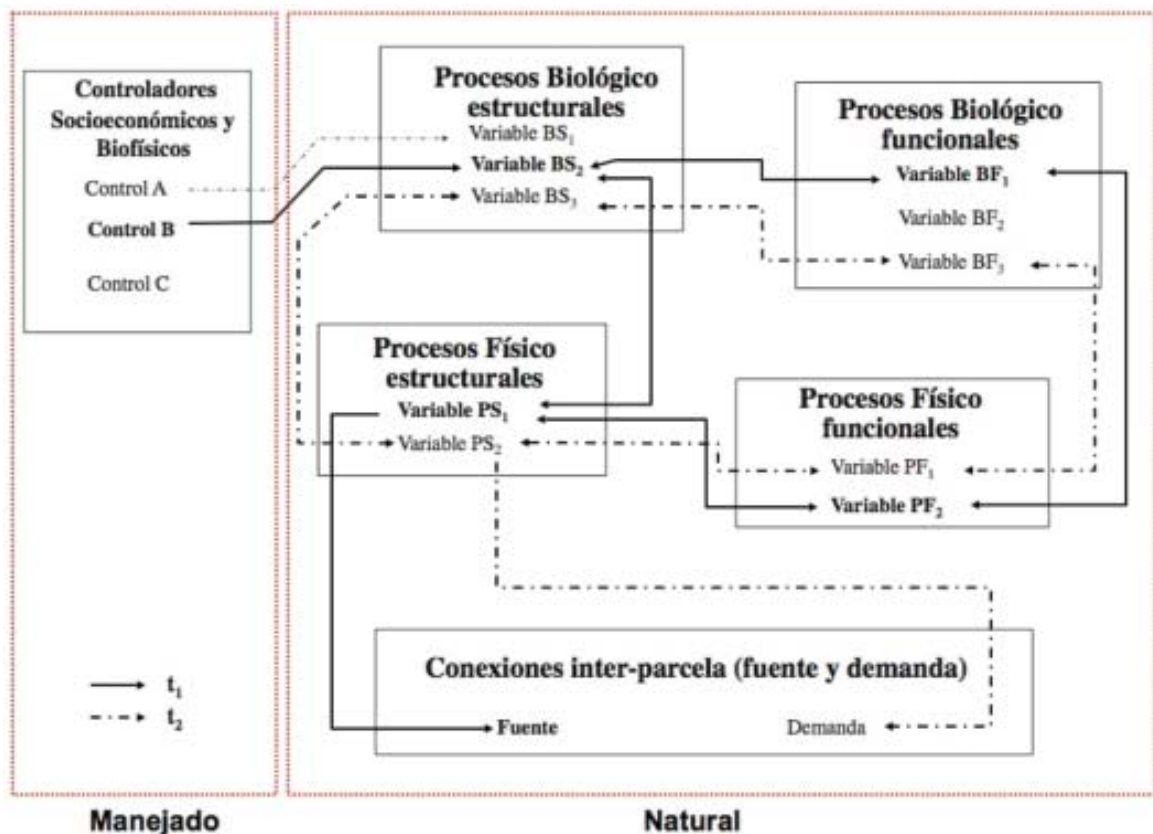 Controladores
Socioeconómicos y
Biofísicos
Control A
Control B
Control C
Procesos Biológico
estructurales
Variable BS₁
Variable BS₂
Variable BS₃
Procesos Biológico
funcionales
Variable BF₁
Variable BF₂
Variable BF₃
Procesos Físico
estructurales
Variable PS₁
Variable PS₂
Procesos Físico
funcionales
Variable PF₁
Variable PF₂
Conexiones inter-parcela (fuente y demanda)
Fuente
Demanda
t₁
t₂
Manejado
Natural